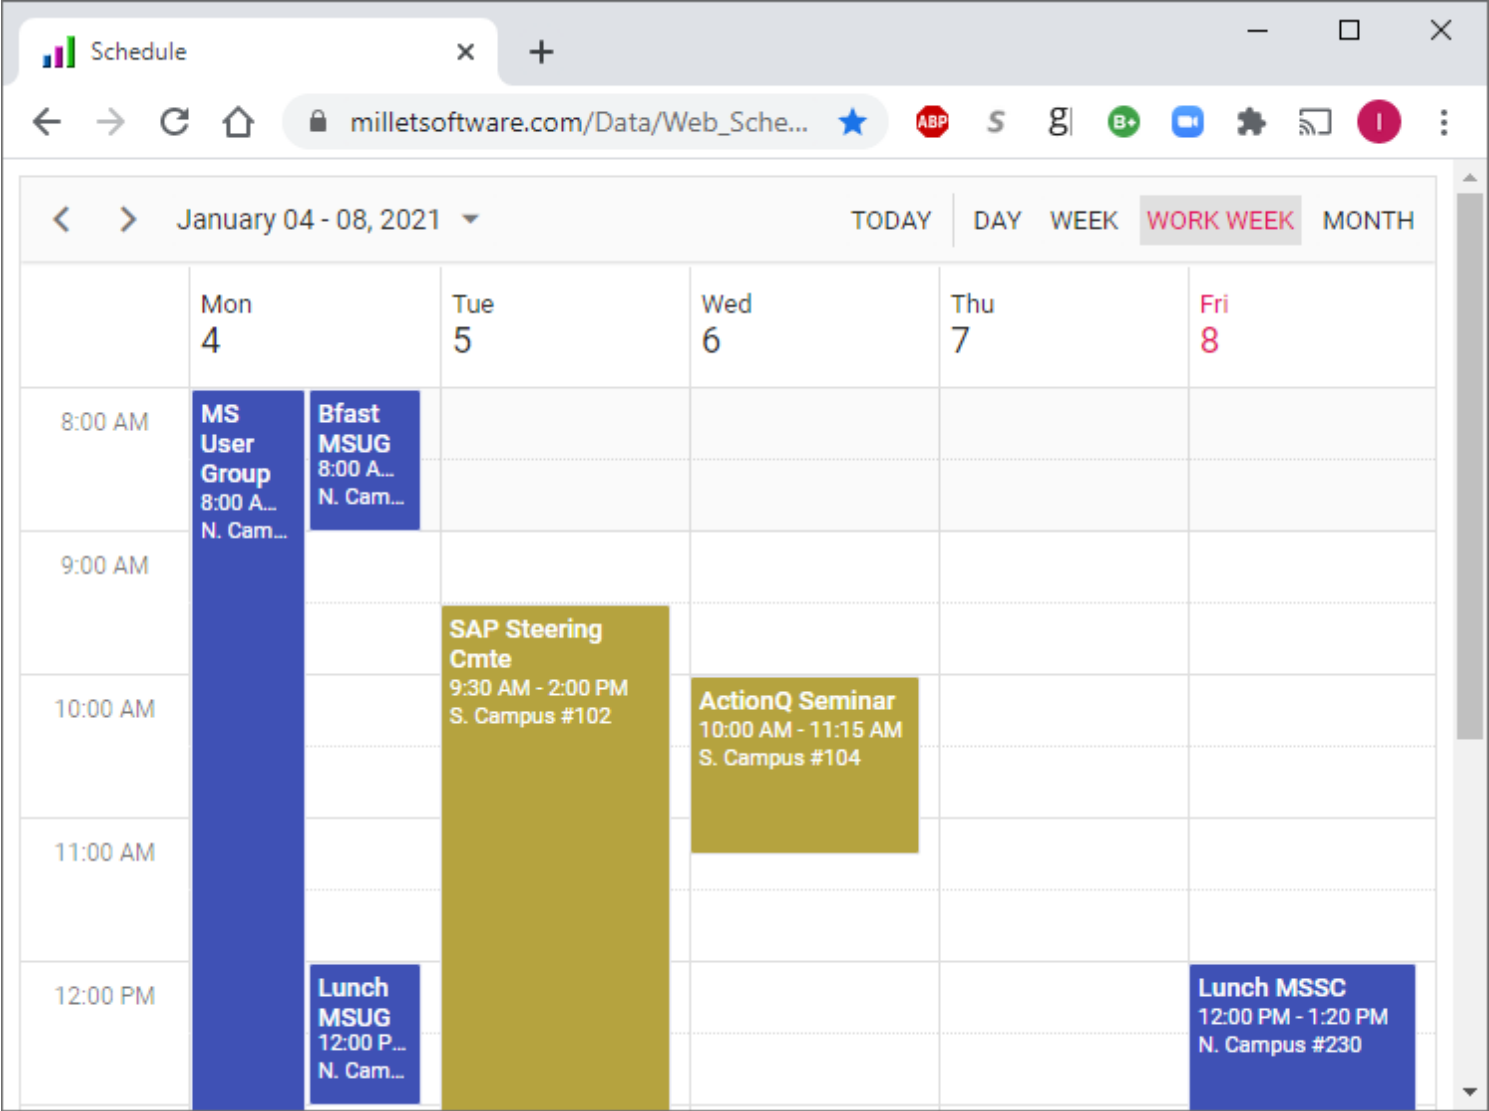 Schedule
milletsoftware.com/Data/Web_Sche...
ABP
S
g
B+
I
January 04 - 08, 2021
TODAY
DAY
WEEK
WORK WEEK
MONTH
Mon
4
Tue
5
Wed
6
Thu
7
Fri
8
8:00 AM
MS
User
Group
8:00 A...
N. Cam...
Bfast
MSUG
8:00 A...
N. Cam...
9:00 AM
SAP Steering
Cmte
9:30 AM - 2:00 PM
S. Campus #102
10:00 AM
ActionQ Seminar
10:00 AM - 11:15 AM
S. Campus #104
11:00 AM
12:00 PM
Lunch
MSUG
12:00 P...
N. Cam...
Lunch MSSC
12:00 PM - 1:20 PM
N. Campus #230